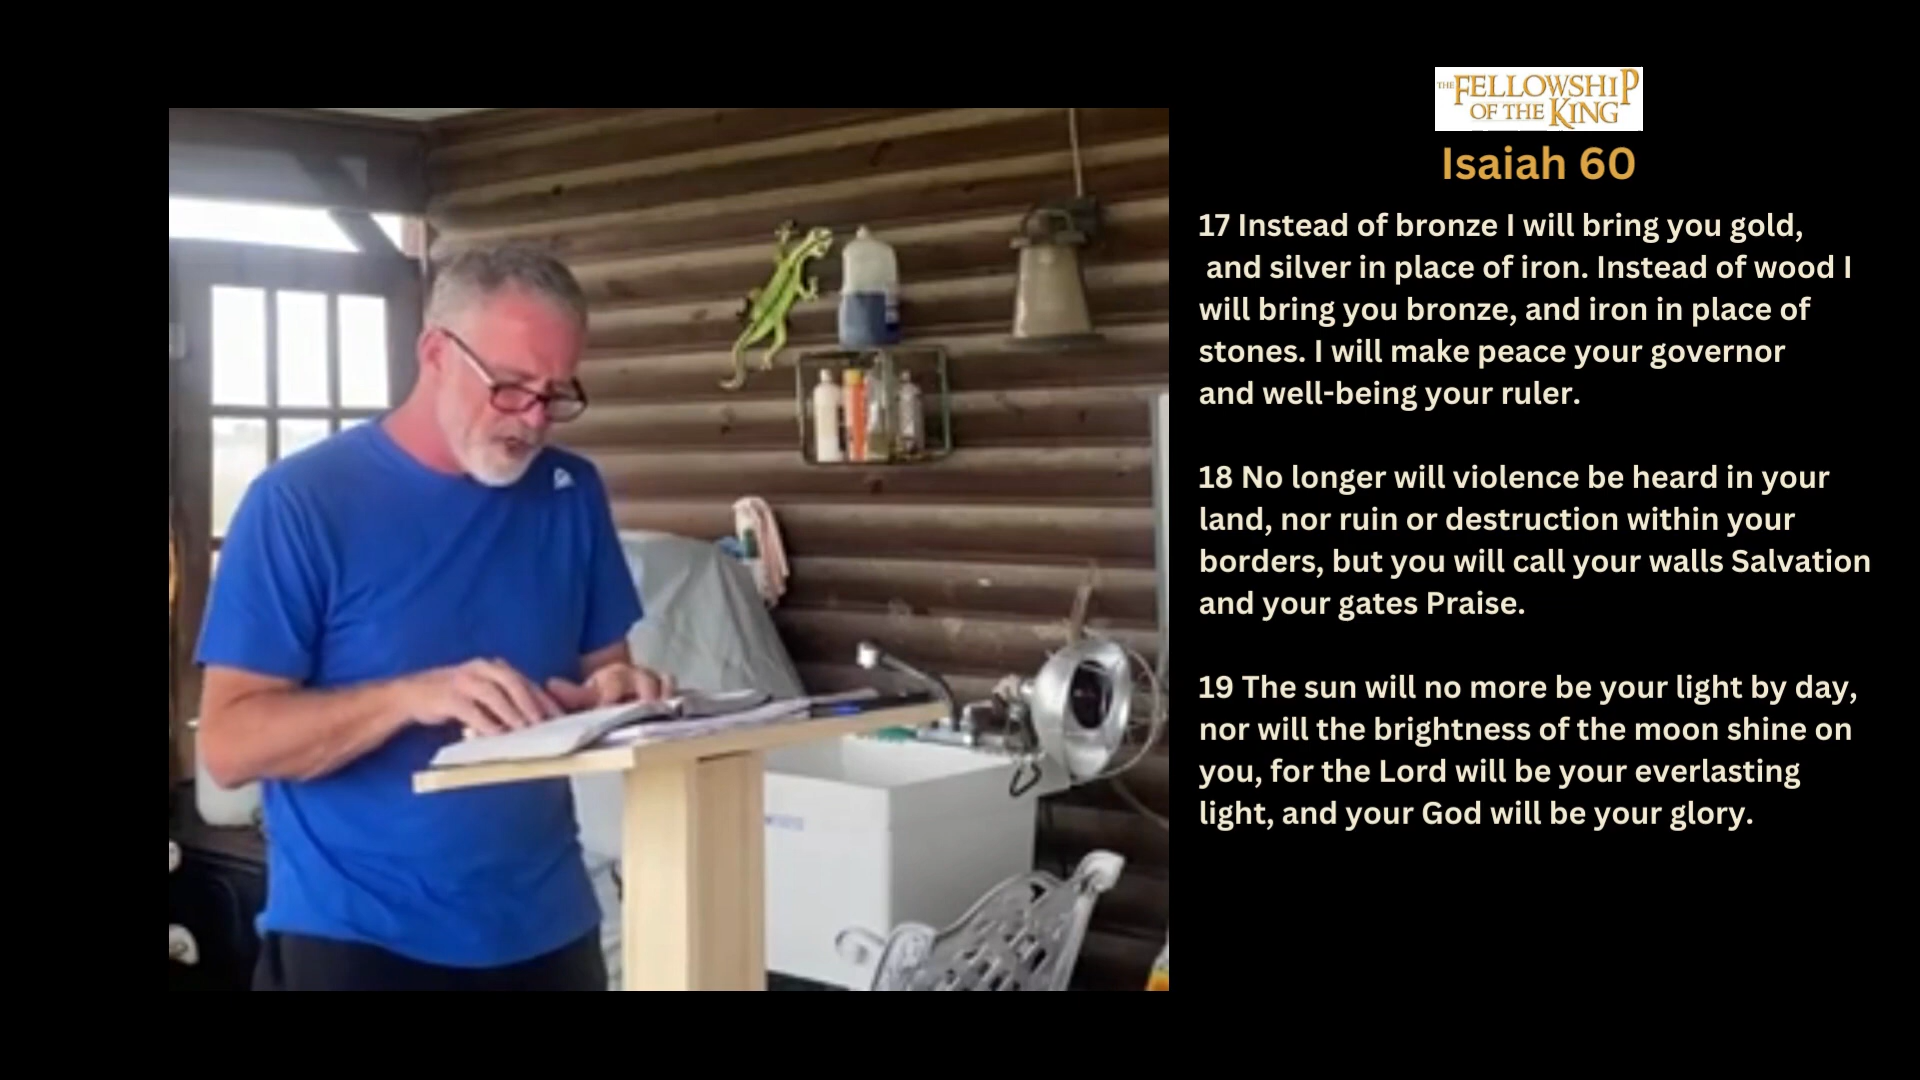 THE FELLOWSHIP
OF THE KING
Isaiah 60
17 Instead of bronze I will bring you gold,
and silver in place of iron. Instead of wood I
will bring you bronze, and iron in place of
stones. I will make peace your governor
and well-being your ruler.
18 No longer will violence be heard in your
land, nor ruin or destruction within your
borders, but you will call your walls Salvation
and your gates Praise.
19 The sun will no more be your light by day,
nor will the brightness of the moon shine on
you, for the Lord will be your everlasting
light, and your God will be your glory.